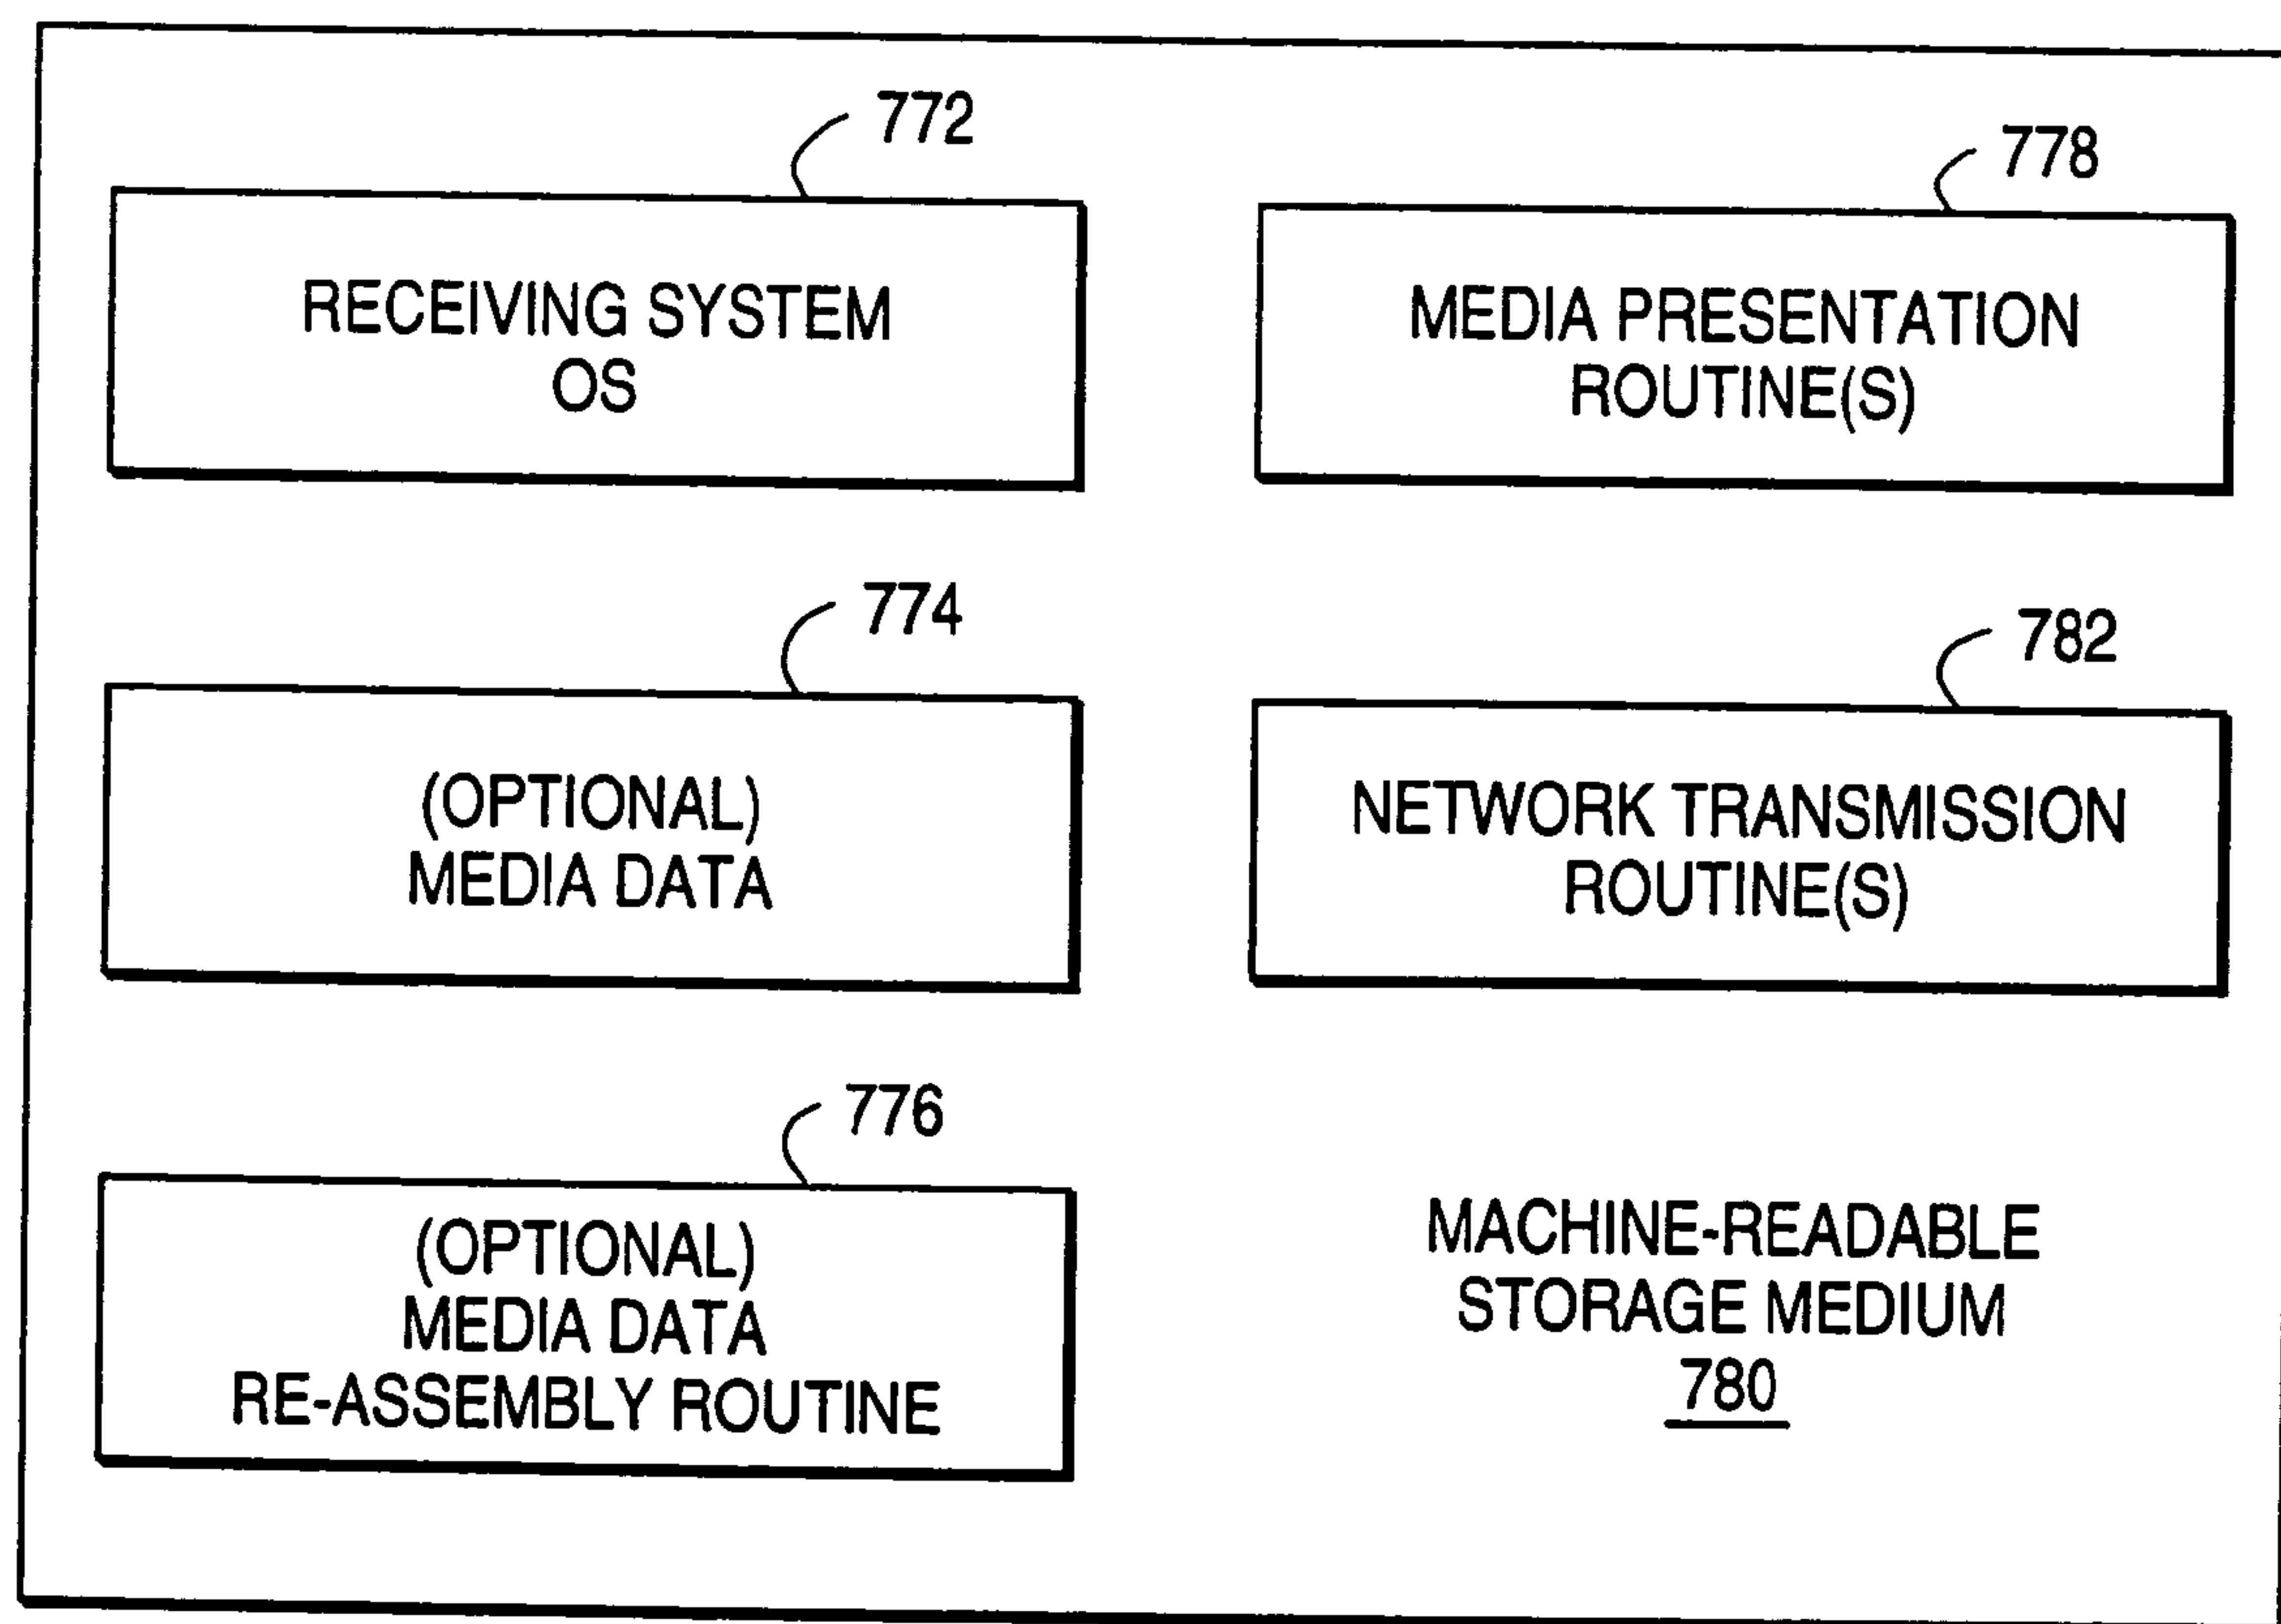 772
RECEIVING SYSTEM
OS
778
MEDIA PRESENTATION
ROUTINE(S)
774
(OPTIONAL)
MEDIA DATA
782
NETWORK TRANSMISSION
ROUTINE(S)
776
(OPTIONAL)
MEDIA DATA
RE-ASSEMBLY ROUTINE
MACHINE-READABLE
STORAGE MEDIUM
780